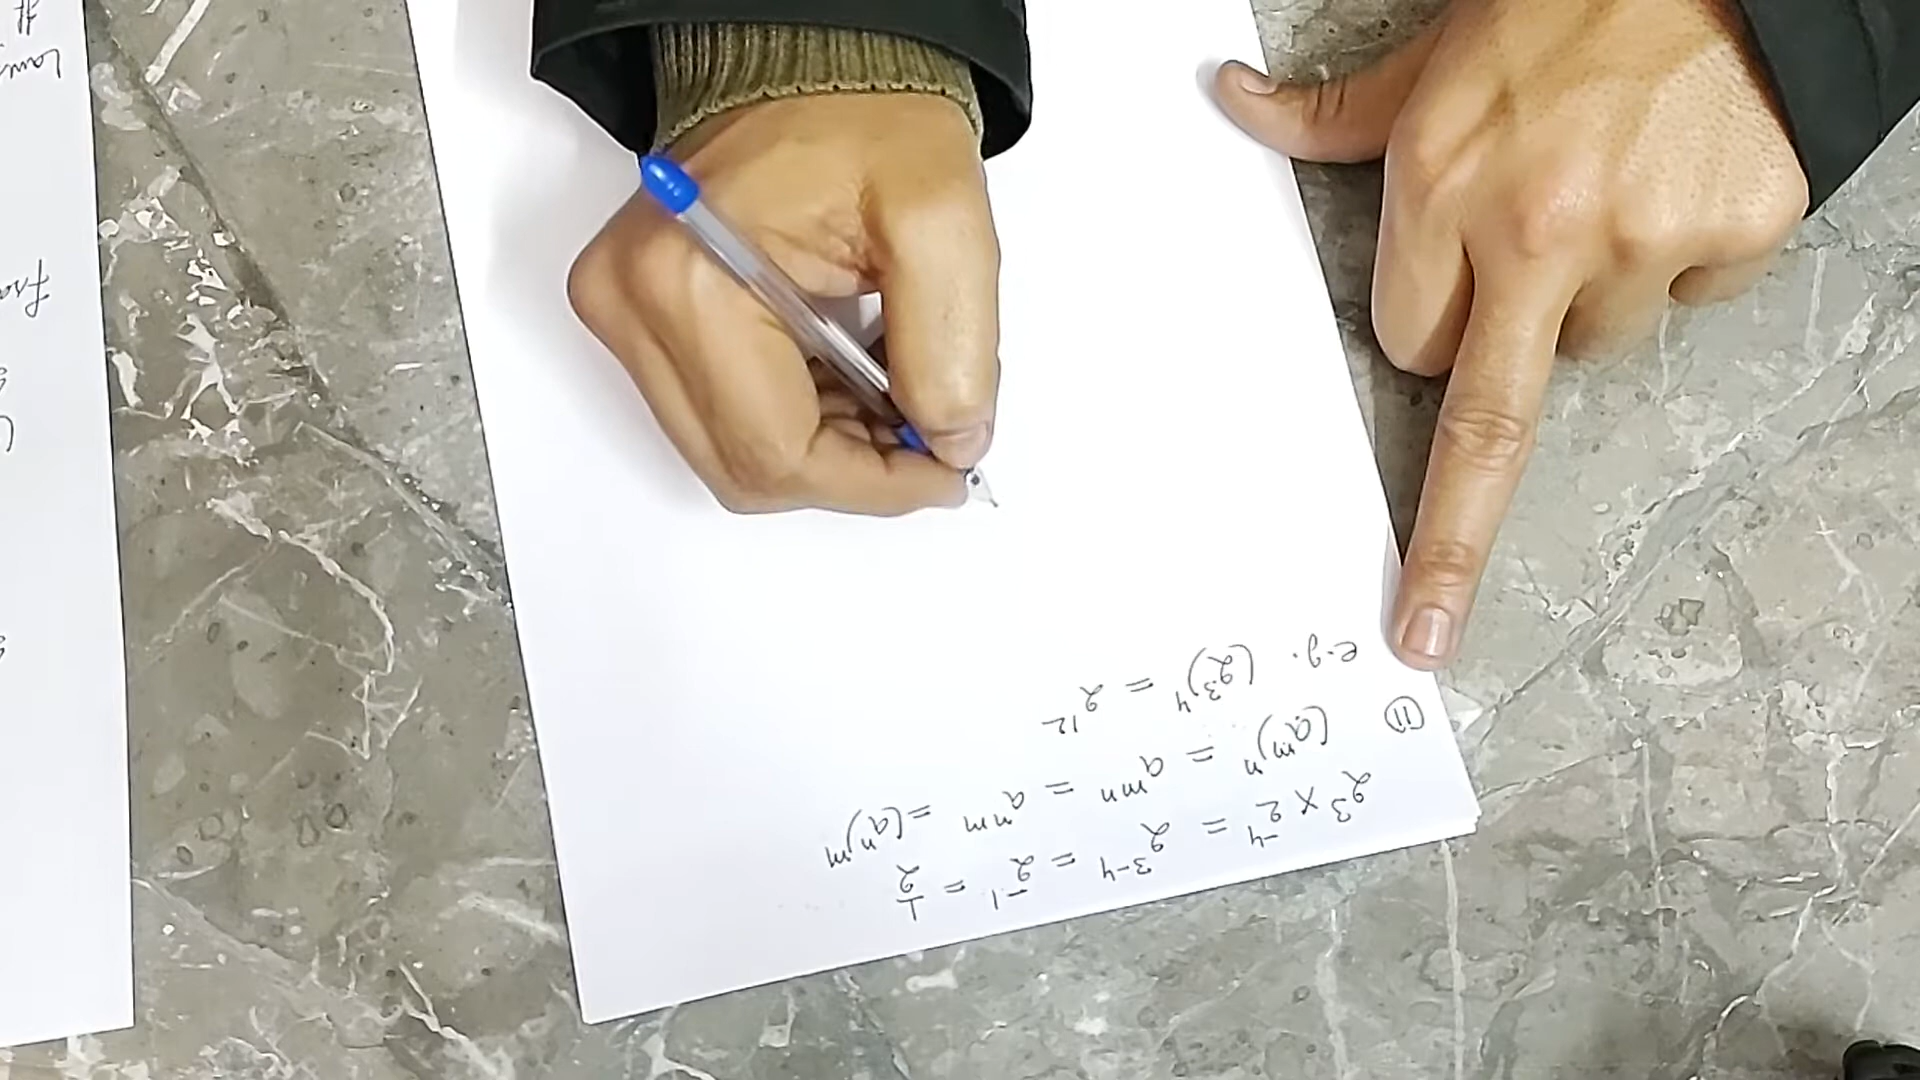 2³ × 2⁻⁴ = 2³⁻⁴ = 2⁻¹ = 1/2
(ii) (aᵐ)ⁿ = aᵐⁿ = aⁿᵐ = (aⁿ)ᵐ
e.g. (2³)⁴ = 2¹²